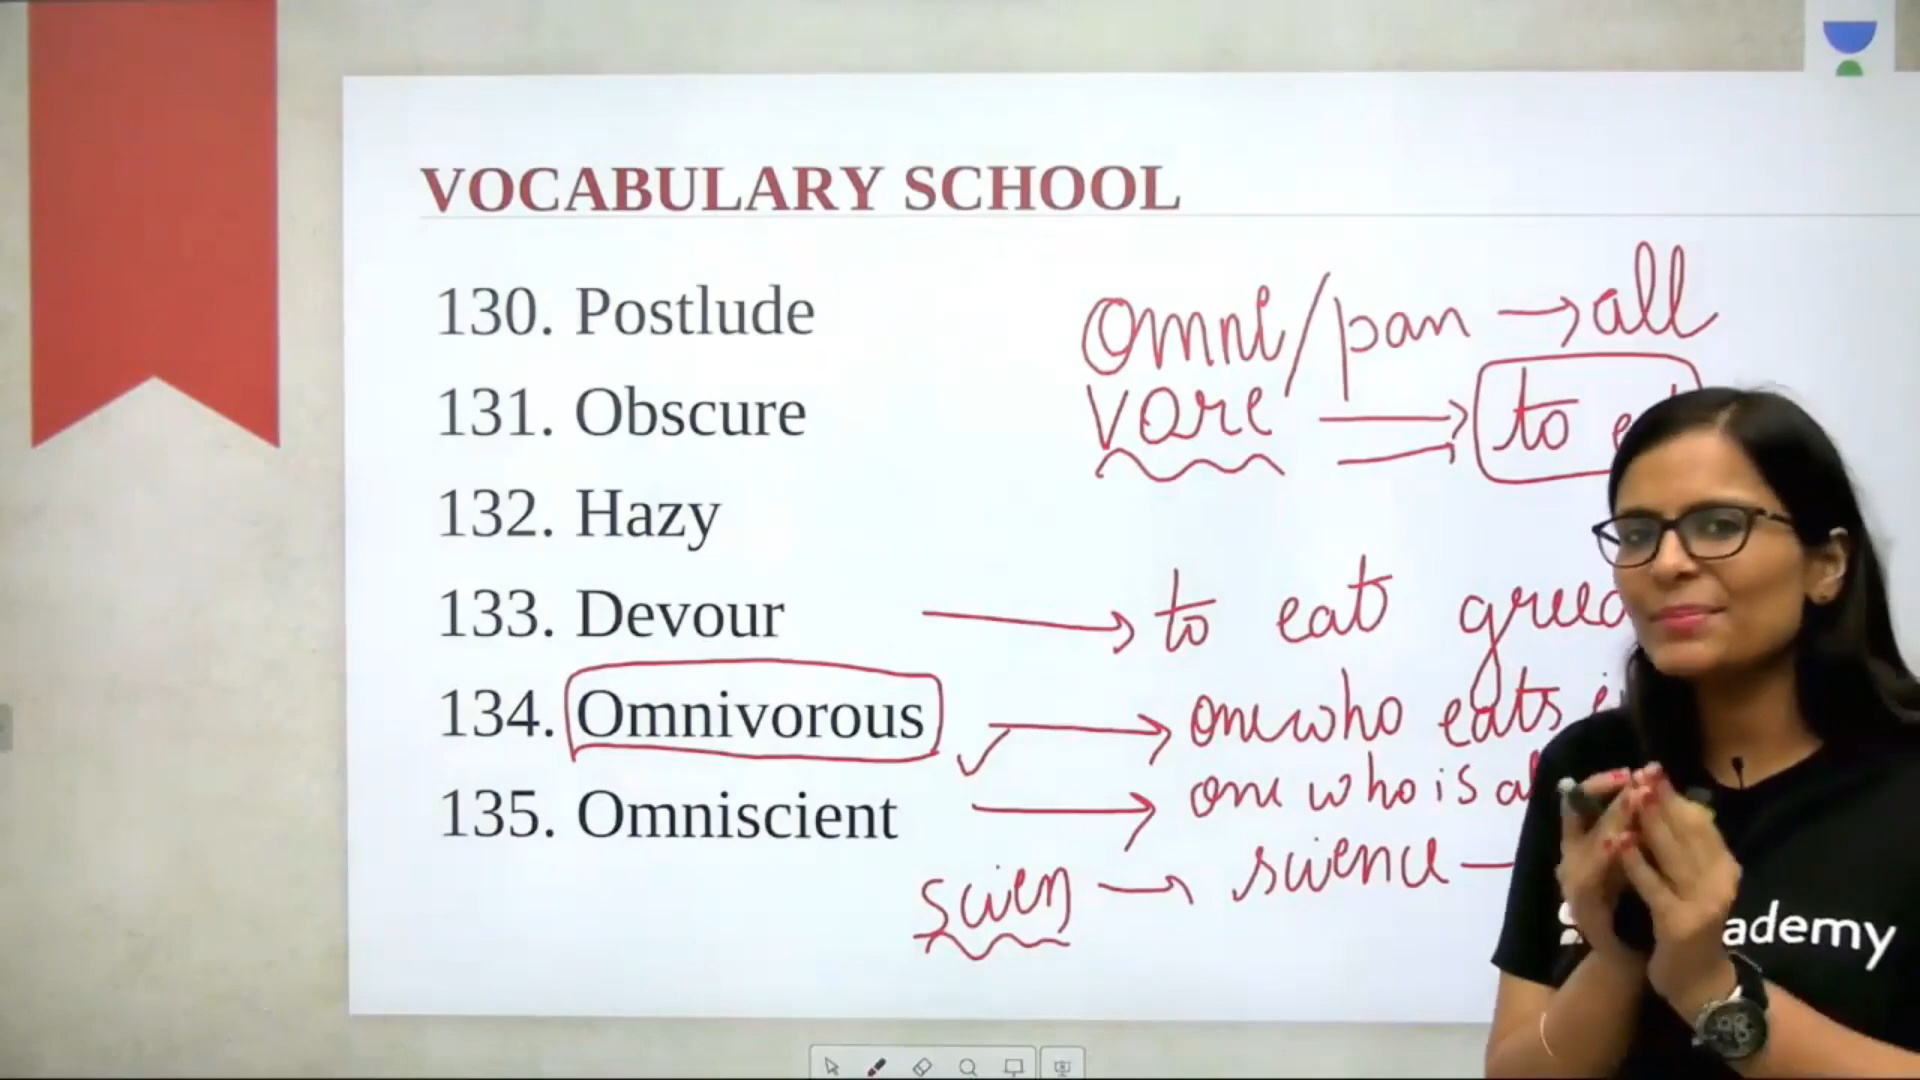 VOCABULARY SCHOOL
130. Postlude
omni/pan → all
131. Obscure
vore → to
132. Hazy
133. Devour → to eat
134. Omnivorous → one who eats
135. Omniscient → one who is
scien → science
ademy